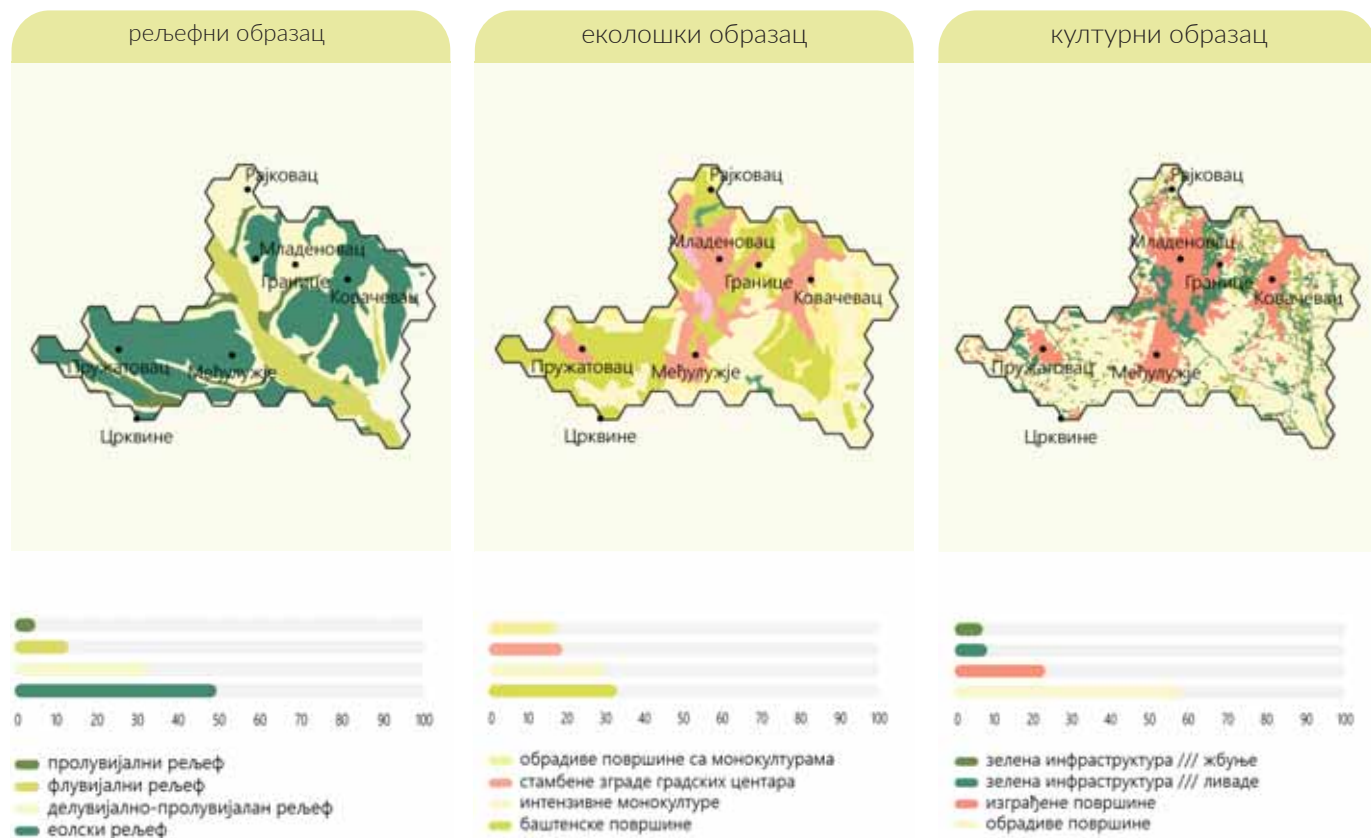 рељефни образац
Рајковац
Младеновац
Границе
Ковачевац
Пружатовац
Међулужје
Црквине
0 10 20 30 40 50 60 70 80 90 100
пролувијални рељеф
флувијални рељеф
делувијално-пролувијалан рељеф
еолски рељеф
еколошки образац
Рајковац
Младеновац
Границе
Ковачевац
Пружатовац
Међулужје
Црквине
0 10 20 30 40 50 60 70 80 90 100
обрадиве површине са монокултурама
стамбене зграде градских центара
интензивне монокултуре
баштенске површине
културни образац
Рајковац
Младеновац
Границе
Ковачевац
Пружатовац
Међулужје
Црквине
0 10 20 30 40 50 60 70 80 90 100
зелена инфраструктура /// жбуње
зелена инфраструктура /// ливаде
изграђене површине
обрадиве површине